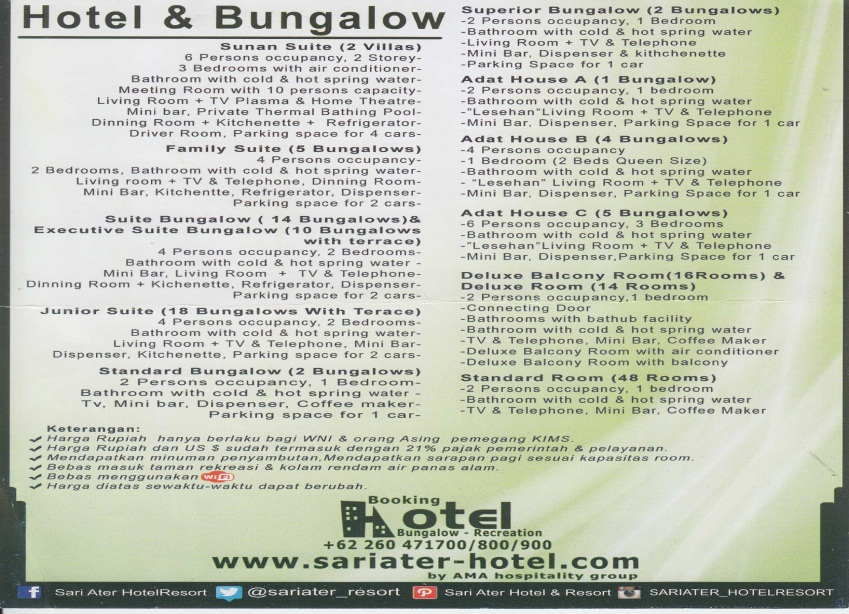 Hotel & Bungalow
Sunan Suite (2 Villas)
6 Persons occupancy, 2 Storey-
3 Bedrooms with air conditioner-
Bathroom with cold & hot spring water-
Meeting Room with 10 persons capacity-
Living Room + TV Plasma & Home Theatre-
Mini bar, Private Thermal Bathing Pool-
Dinning Room + Kitchenette + Refrigerator-
Driver Room, Parking space for 4 cars-
Family Suite (5 Bungalows)
4 Persons occupancy-
2 Bedrooms, Bathroom with cold & hot spring water-
Living room + TV & Telephone, Dinning Room-
Mini Bar, Kitchentte, Refrigerator, Dispenser-
Parking space for 2 cars-
Suite Bungalow ( 14 Bungalows)&
Executive Suite Bungalow (10 Bungalows
with terrace)
4 Persons occupancy, 2 Bedrooms-
Bathroom with cold & hot spring water -
Mini Bar, Living Room + TV & Telephone-
Dinning Room + Kichenette, Refrigerator, Dispenser-
Parking space for 2 cars-
Junior Suite (18 Bungalows With Terace)
4 Persons occupancy, 2 Bedrooms-
Bathroom with cold & hot spring water-
Living Room + TV & Telephone, Mini Bar-
Dispenser, Kitchenette, Parking space for 2 cars-
Standard Bungalow (2 Bungalows)
2 Persons occupancy, 1 Bedroom-
Bathroom with cold & hot spring water -
Tv, Mini bar, Dispenser, Coffee maker-
Parking space for 1 car-
Superior Bungalow (2 Bungalows)
-2 Persons occupancy, 1 Bedroom
-Bathroom with cold & hot spring water
-Living Room + TV & Telephone
-Mini Bar, Dispenser & kithchenette
-Parking Space for 1 car
Adat House A (1 Bungalow)
-2 Persons occupancy, 1 bedroom
-Bathroom with cold & hot spring water
-"Lesehan"Living Room + TV & Telephone
-Mini Bar, Dispenser, Parking Space for 1 car
Adat House B (4 Bungalows)
-4 Persons occupancy
-1 Bedroom (2 Beds Queen Size)
-Bathroom with cold & hot spring water
- "Lesehan" Living Room + TV & Telephone
-Mini Bar, Dispenser, Parking Space for 1 car
Adat House C (5 Bungalows)
-6 Persons occupancy, 3 Bedrooms
-Bathroom with cold & hot spring water
-"Lesehan"Living Room + TV & Telephone
-Mini Bar, Dispenser,Parking Space for 1 car
Deluxe Balcony Room(16Rooms) &
Deluxe Room (14 Rooms)
-2 Persons occupancy,1 bedroom
-Connecting Door
-Bathrooms with bathub facility
-Bathroom with cold & hot spring water
-TV & Telephone, Mini Bar, Coffee Maker
-Deluxe Balcony Room with air conditioner
-Deluxe Balcony Room with balcony
Standard Room (48 Rooms)
-2 Persons occupancy, 1 bedroom
-Bathroom with cold & hot spring water
-TV & Telephone, Mini Bar, Coffee Maker
Keterangan:
Harga Rupiah hanya berlaku bagi WNI & orang Asing pemegang KIMS.
Harga Rupiah dan US $ sudah termasuk dengan 21% pajak pemerintah & pelayanan.
Mendapatkan minuman penyambutan,Mendapatkan sarapan pagi sesuai kapasitas room.
Bebas masuk taman rekreasi & kolam rendam air panas alam.
Bebas menggunakan WiFi
Harga diatas sewaktu-waktu dapat berubah.
Booking
Hotel
Bungalow - Recreation
+62 260 471700/800/900
www.sariater-hotel.com
by AMA hospitality group
Sari Ater HotelResort @sariater_resort Sari Ater Hotel & Resort SARIATER_HOTELRESORT